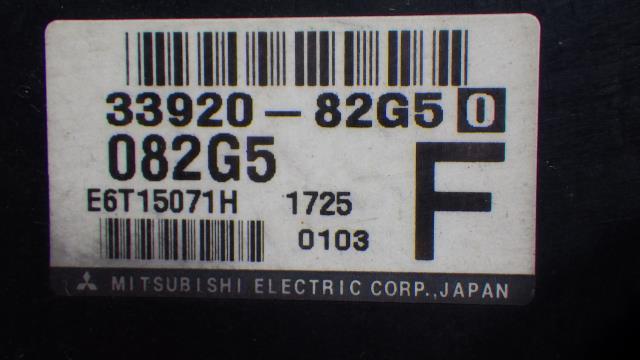 33920-82G5 0
082G5 F
E6T15071H 1725
0103
MITSUBISHI ELECTRIC CORP., JAPAN